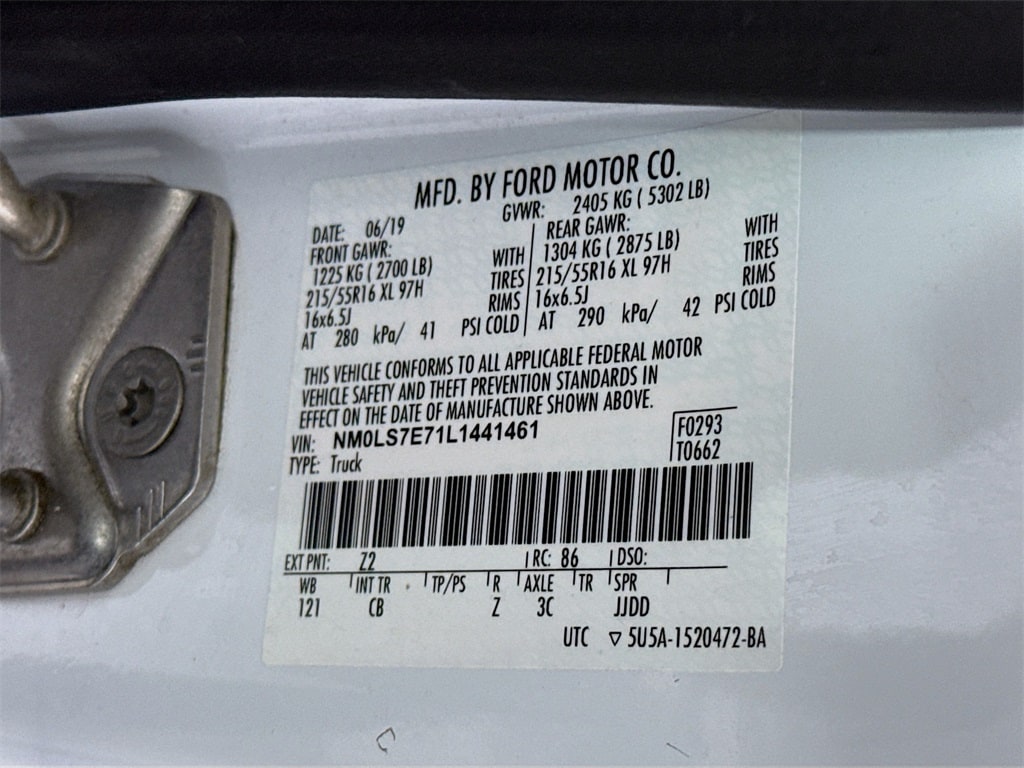 MFD. BY FORD MOTOR CO.
DATE: 06/19 GVWR: 2405 KG ( 5302 LB)
FRONT GAWR: REAR GAWR:
1225 KG ( 2700 LB) WITH 1304 KG ( 2875 LB) WITH
215/55R16 XL 97H TIRES 215/55R16 XL 97H TIRES
16x6.5J RIMS 16x6.5J RIMS
AT 280 kPa/ 41 PSI COLD AT 290 kPa/ 42 PSI COLD
THIS VEHICLE CONFORMS TO ALL APPLICABLE FEDERAL MOTOR
VEHICLE SAFETY AND THEFT PREVENTION STANDARDS IN
EFFECT ON THE DATE OF MANUFACTURE SHOWN ABOVE.
VIN: NM0LS7E71L1441461 F0293
TYPE: Truck T0662
EXT PNT: Z2 RC: 86 DSO:
WB INT TR TP/PS R AXLE TR SPR
121 CB Z 3C JJDD
UTC ▽ 5U5A-1520472-BA